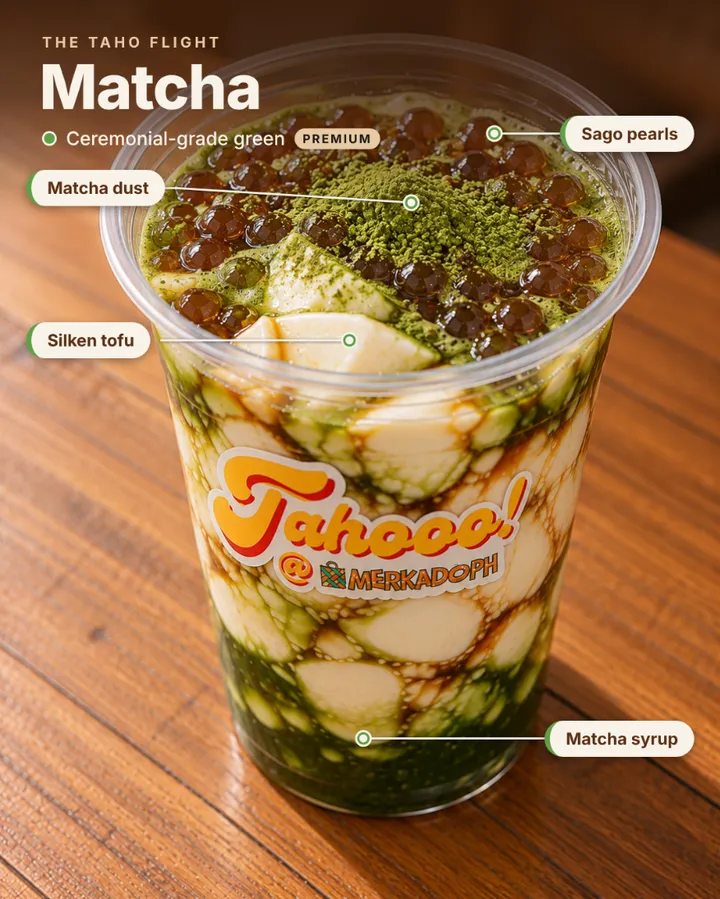 THE TAHO FLIGHT
Matcha
Ceremonial-grade green PREMIUM
Sago pearls
Matcha dust
Silken tofu
Tahooo!
@ MERKADOPH
Matcha syrup